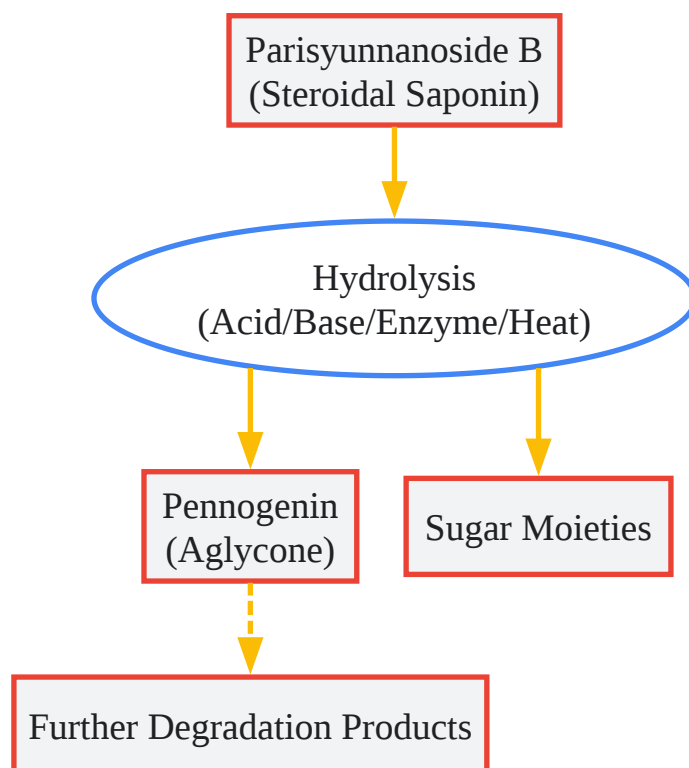 Parisyunnanoside B
(Steroidal Saponin)
Hydrolysis
(Acid/Base/Enzyme/Heat)
Pennogenin
(Aglycone)
Sugar Moieties
Further Degradation Products